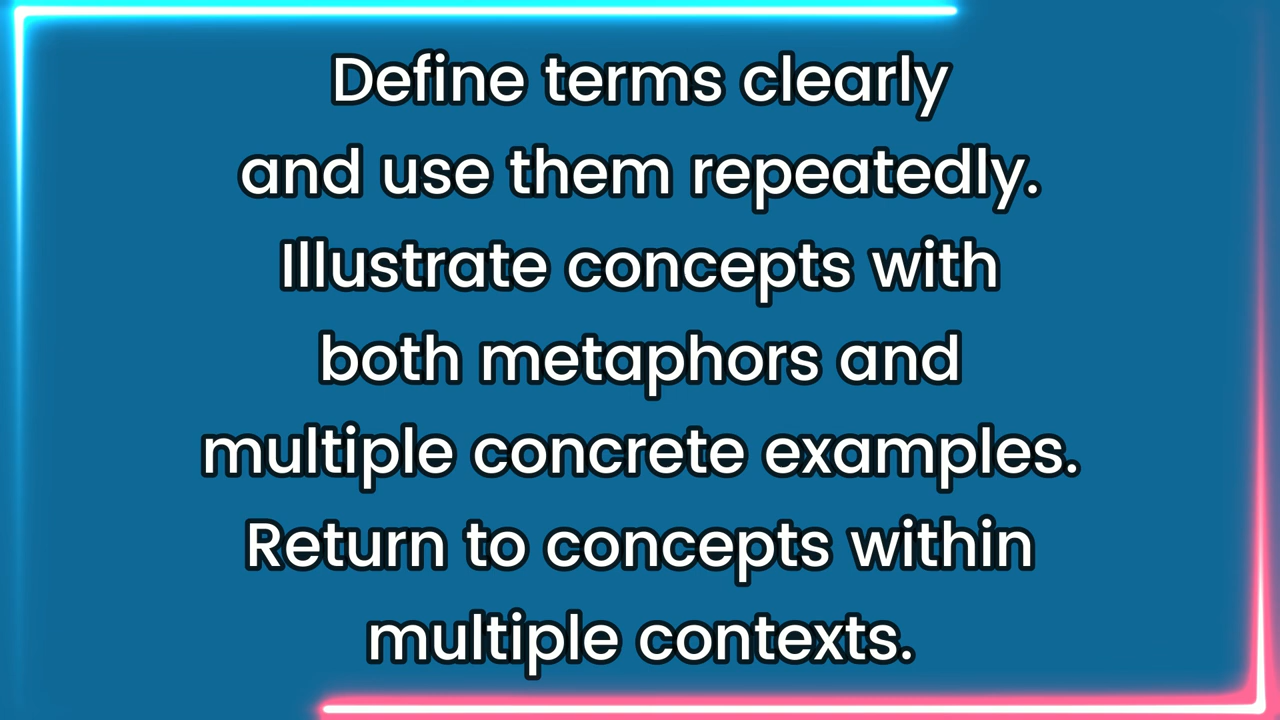 Define terms clearly
and use them repeatedly.
Illustrate concepts with
both metaphors and
multiple concrete examples.
Return to concepts within
multiple contexts.